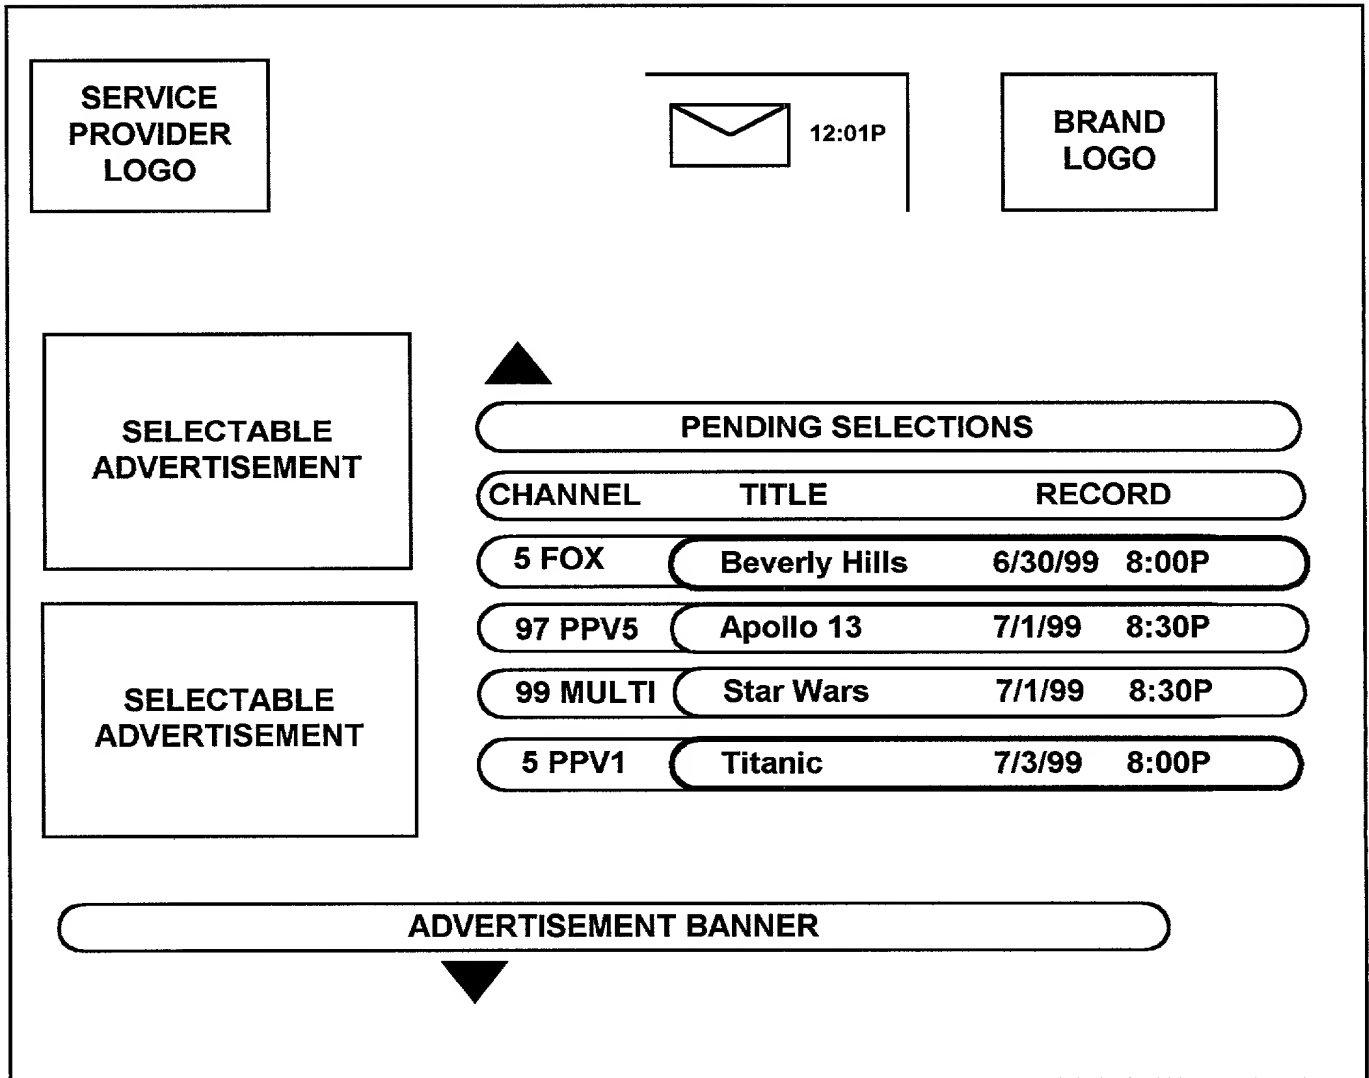 SERVICE
PROVIDER
LOGO
12:01P
BRAND
LOGO
SELECTABLE
ADVERTISEMENT
PENDING SELECTIONS
CHANNEL TITLE RECORD
5 FOX Beverly Hills 6/30/99 8:00P
97 PPV5 Apollo 13 7/1/99 8:30P
99 MULTI Star Wars 7/1/99 8:30P
5 PPV1 Titanic 7/3/99 8:00P
SELECTABLE
ADVERTISEMENT
ADVERTISEMENT BANNER